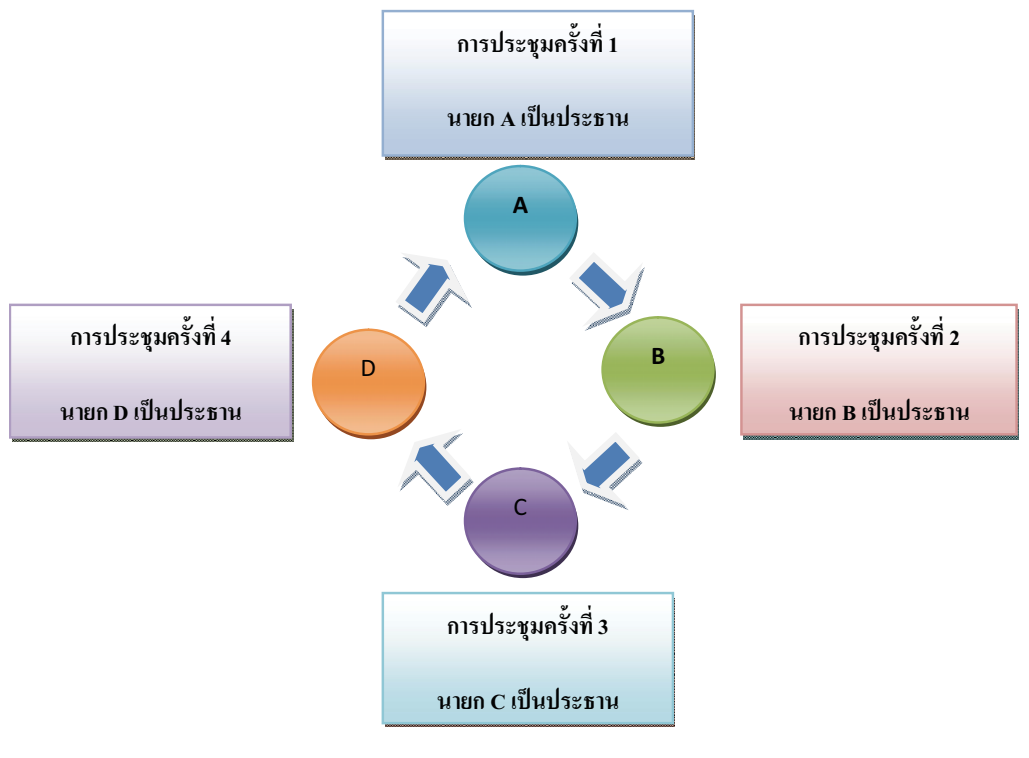 การประชุมครั้งที่ 1
นายก A เป็นประธาน
A
การประชุมครั้งที่ 2
นายก B เป็นประธาน
B
การประชุมครั้งที่ 3
นายก C เป็นประธาน
C
การประชุมครั้งที่ 4
นายก D เป็นประธาน
D